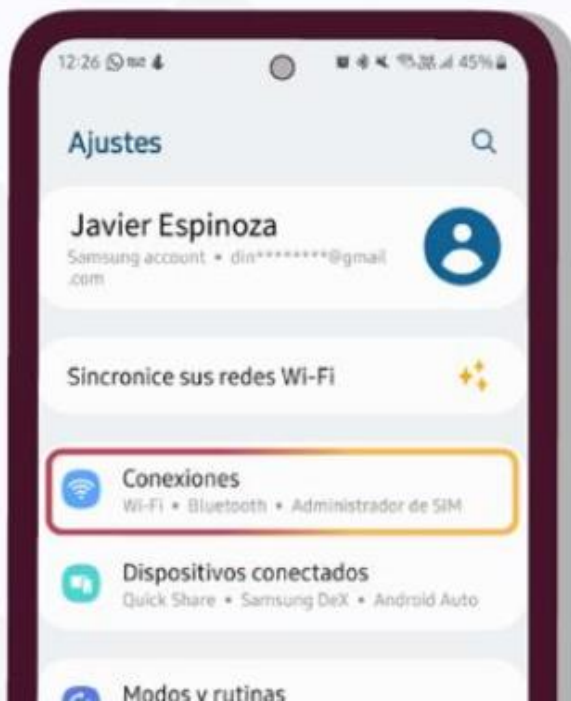 12:26
45%
Ajustes
Javier Espinoza
Samsung account • din********@gmail
.com
Sincronice sus redes Wi-Fi
Conexiones
Wi-Fi • Bluetooth • Administrador de SIM
Dispositivos conectados
Quick Share • Samsung DeX • Android Auto
Modos y rutinas